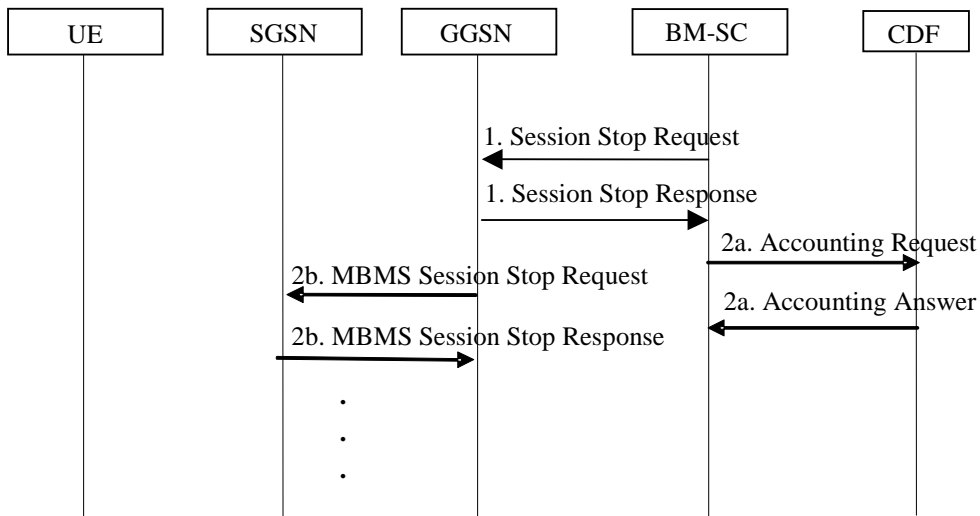 UE
SGSN
GGSN
BM-SC
CDF
1. Session Stop Request
1. Session Stop Response
2a. Accounting Request
2b. MBMS Session Stop Request
2a. Accounting Answer
2b. MBMS Session Stop Response